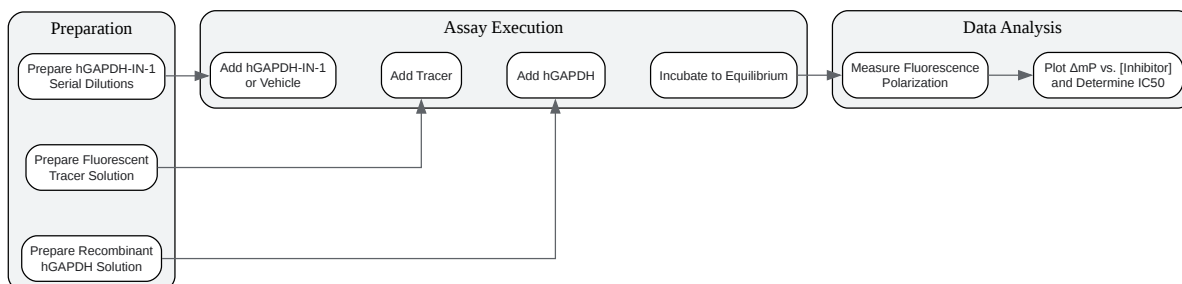 Preparation
Prepare hGAPDH-IN-1
Serial Dilutions
Prepare Fluorescent
Tracer Solution
Prepare Recombinant
hGAPDH Solution
Assay Execution
Add hGAPDH-IN-1
or Vehicle
Add Tracer
Add hGAPDH
Incubate to Equilibrium
Data Analysis
Measure Fluorescence
Polarization
Plot ΔmP vs. [Inhibitor]
and Determine IC50